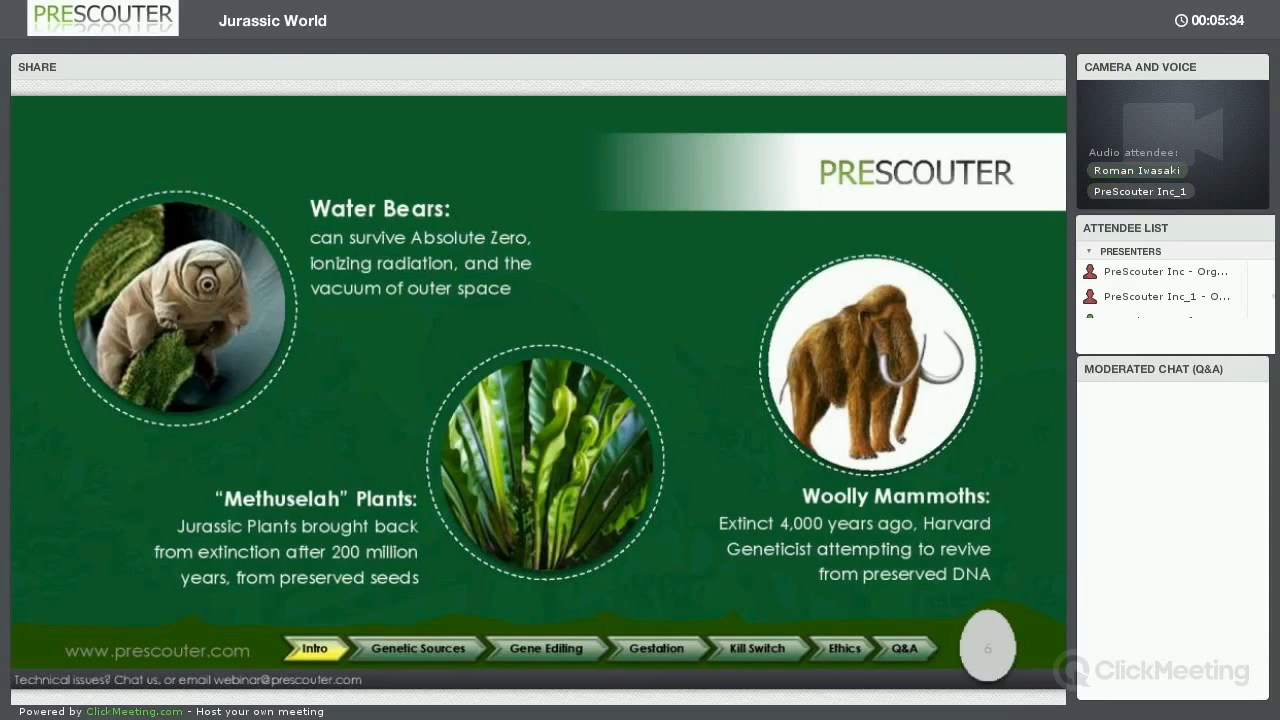 PRESCOUTER
Jurassic World
00:05:34
SHARE
CAMERA AND VOICE
PRESCOUTER
Audio attendee:
Roman Iwasaki
PreScouter Inc_1
Water Bears:
can survive Absolute Zero,
ionizing radiation, and the
vacuum of outer space
ATTENDEE LIST
PRESENTERS
PreScouter Inc - Org...
PreScouter Inc_1 - O...
MODERATED CHAT (Q&A)
“Methuselah” Plants:
Jurassic Plants brought back
from extinction after 200 million
years, from preserved seeds
Woolly Mammoths:
Extinct 4,000 years ago, Harvard
Geneticist attempting to revive
from preserved DNA
www.prescouter.com
Intro
Genetic Sources
Gene Editing
Gestation
Kill Switch
Ethics
Q&A
6
ClickMeeting
Technical issues? Chat us, or email webinar@prescouter.com
Powered by ClickMeeting.com - Host your own meeting